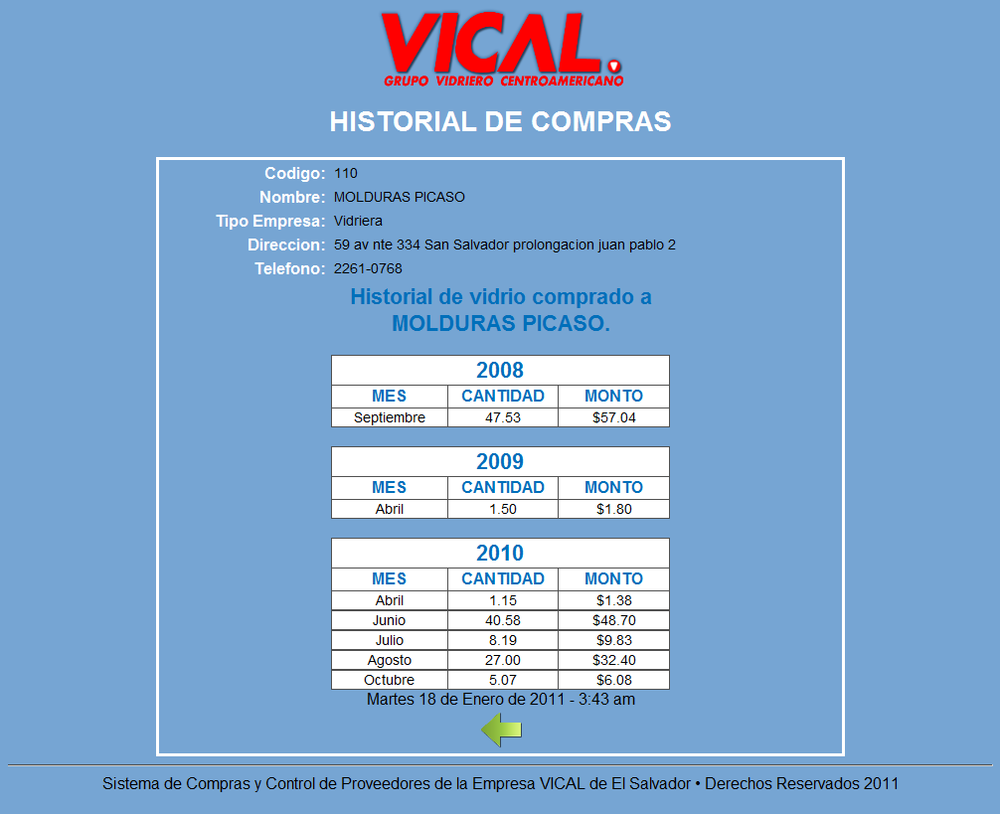 VICAL.
GRUPO VIDRIERO CENTROAMERICANO
HISTORIAL DE COMPRAS
Codigo: 110
Nombre: MOLDURAS PICASO
Tipo Empresa: Vidriera
Direccion: 59 av nte 334 San Salvador prolongacion juan pablo 2
Telefono: 2261-0768
Historial de vidrio comprado a
MOLDURAS PICASO.
2008
MES CANTIDAD MONTO
Septiembre 47.53 $57.04
2009
MES CANTIDAD MONTO
Abril 1.50 $1.80
2010
MES CANTIDAD MONTO
Abril 1.15 $1.38
Junio 40.58 $48.70
Julio 8.19 $9.83
Agosto 27.00 $32.40
Octubre 5.07 $6.08
Martes 18 de Enero de 2011 - 3:43 am
Sistema de Compras y Control de Proveedores de la Empresa VICAL de El Salvador • Derechos Reservados 2011